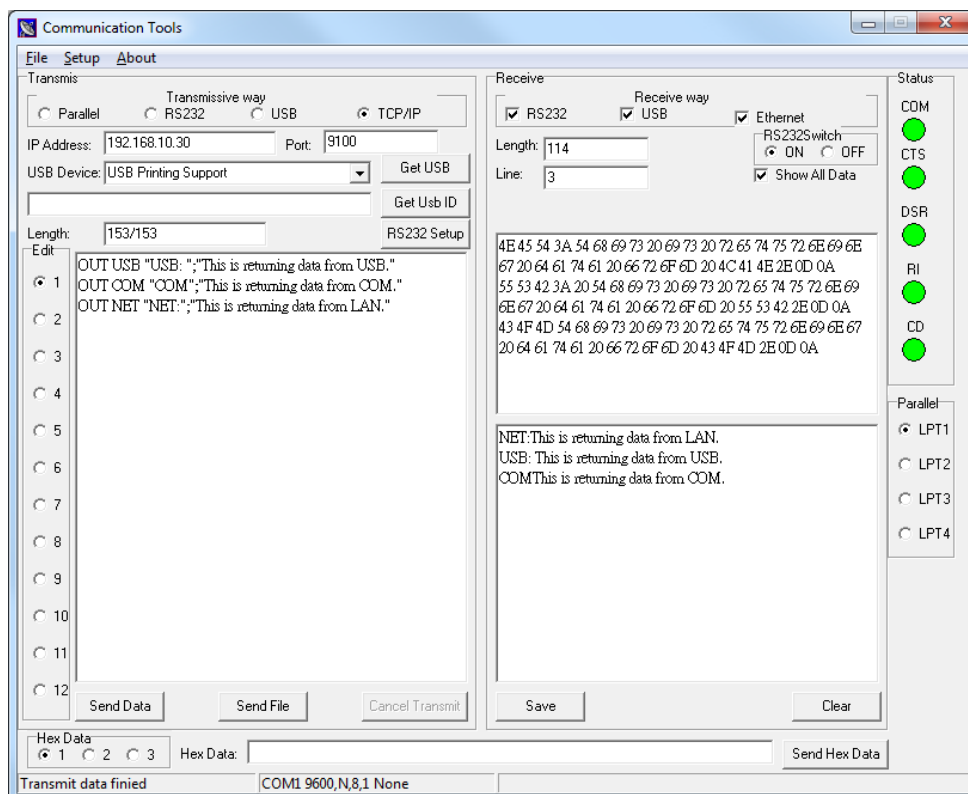 Communication Tools
File Setup About
Transmis
Transmissive way
Parallel RS232 USB TCP/IP
IP Address: 192.168.10.30 Port: 9100
USB Device: USB Printing Support Get USB
Get Usb ID
Length: 153/153 RS232 Setup
Edit
1
2
3
4
5
6
7
8
9
10
11
12
OUT USB "USB: ";"This is returning data from USB."
OUT COM "COM";"This is returning data from COM."
OUT NET "NET:";"This is returning data from LAN."
Send Data Send File Cancel Transmit
Receive
Receive way
RS232 USB Ethernet
Length: 114
RS232Switch
ON OFF
Line: 3
Show All Data
4E 45 54 3A 54 68 69 73 20 69 73 20 72 65 74 75 72 6E 69 6E
67 20 64 61 74 61 20 66 72 6F 6D 20 4C 41 4E 2E 0D 0A
55 53 42 3A 20 54 68 69 73 20 69 73 20 72 65 74 75 72 6E 69
6E 67 20 64 61 74 61 20 66 72 6F 6D 20 55 53 42 2E 0D 0A
43 4F 4D 54 68 69 73 20 69 73 20 72 65 74 75 72 6E 69 6E 67
20 64 61 74 61 20 66 72 6F 6D 20 43 4F 4D 2E 0D 0A
NET:This is returning data from LAN.
USB: This is returning data from USB.
COMThis is returning data from COM.
Save Clear
Status
COM
CTS
DSR
RI
CD
Parallel
LPT1
LPT2
LPT3
LPT4
Hex Data
1 2 3
Hex Data: Send Hex Data
Transmit data finied COM1 9600,N,8,1 None